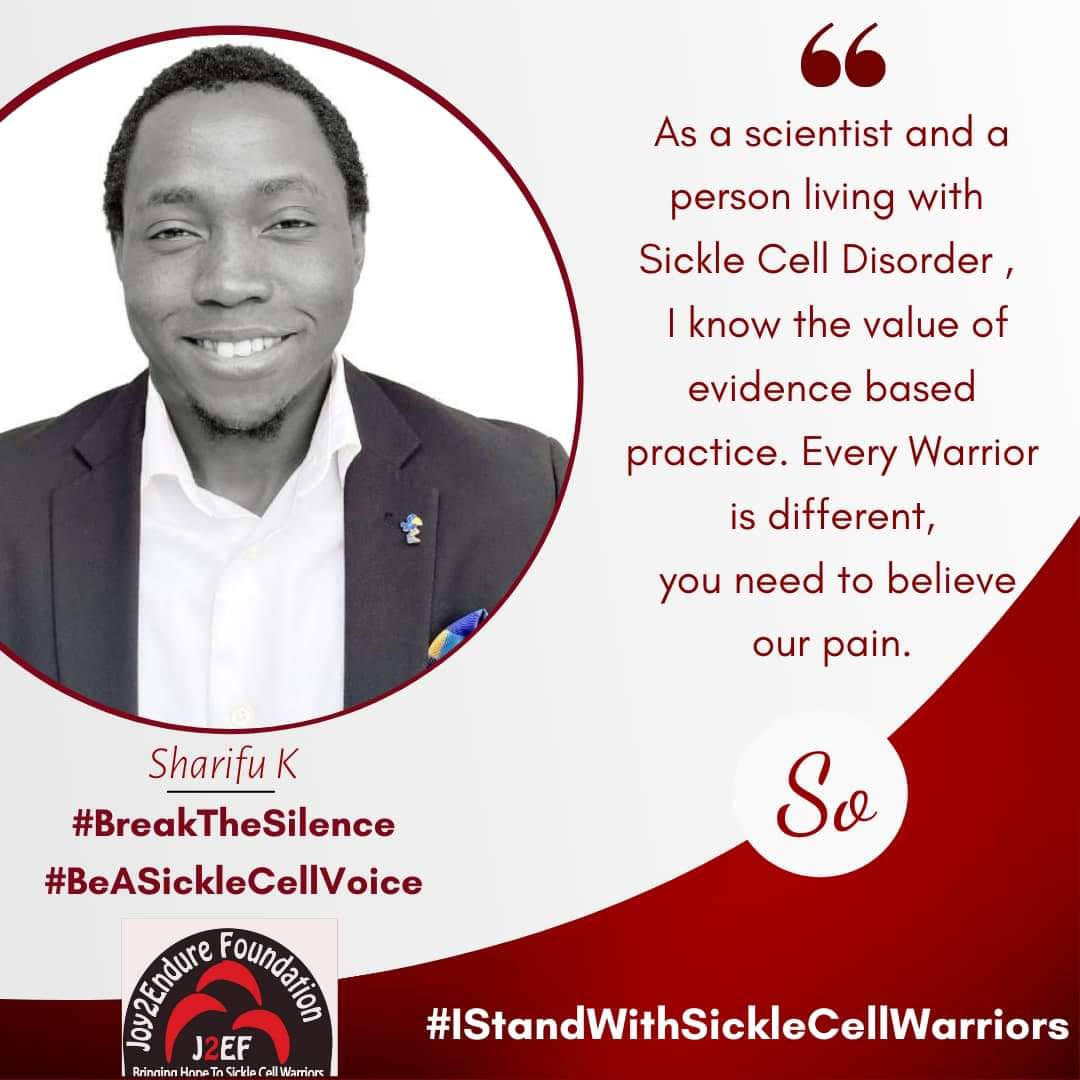 “
As a scientist and a
person living with
Sickle Cell Disorder ,
I know the value of
evidence based
practice. Every Warrior
is different,
you need to believe
our pain.
So
Sharifu K
#BreakTheSilence
#BeASickleCellVoice
Joy2Endure Foundation
J2EF
Bringing Hope To Sickle Cell Warriors
#IStandWithSickleCellWarriors